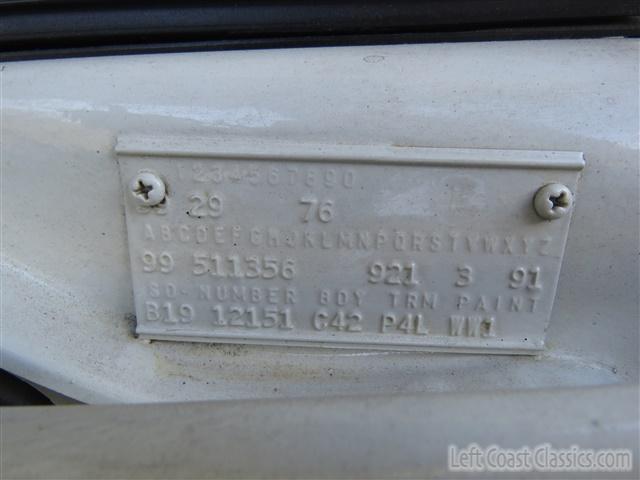 1234567890
29 76
ABCDEFGHJKLMNPQRSTYWXYZ
99 511356 921 3 91
SO-NUMBER BDY TRM PAINT
B19 12151 C42 P4L WW1
Left Coast Classics.com